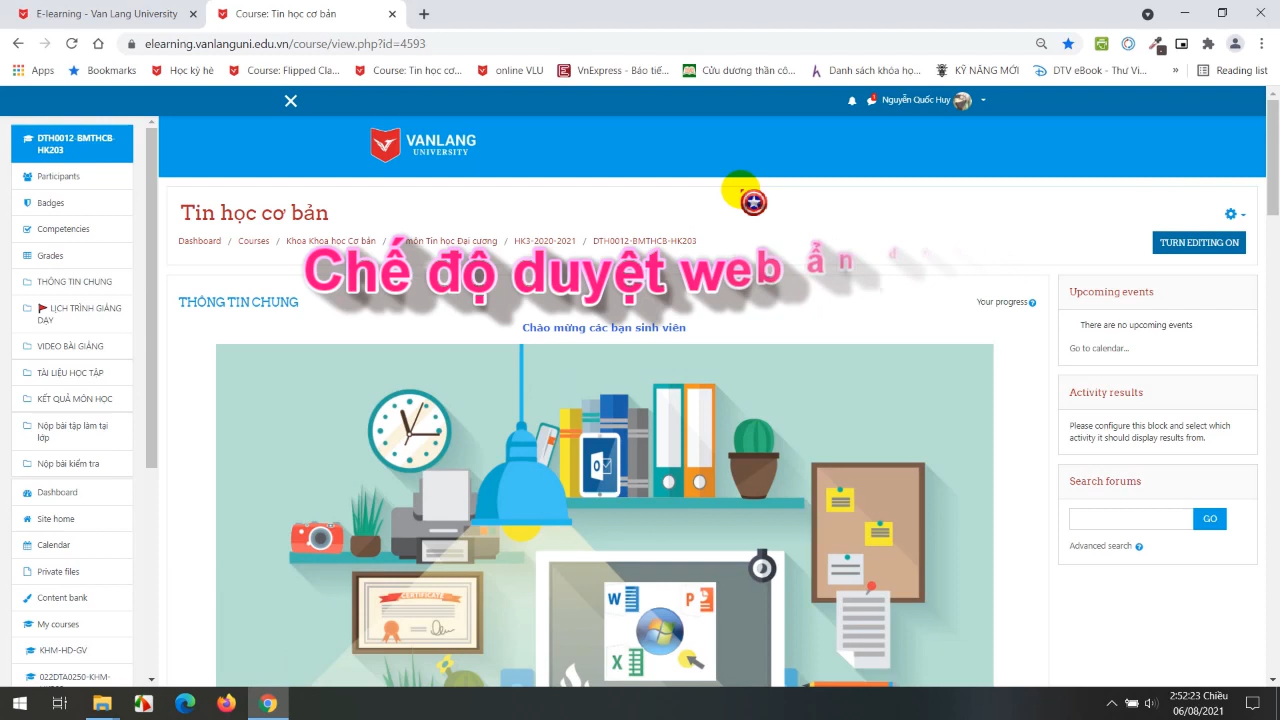 E-learning - Van Lang University
Course: Tin học cơ bản
elearning.vanlanguni.edu.vn/course/view.php?id=4593
Apps
Bookmarks
Học kỳ hè
Course: Flipped Clas...
Course: Tin học cơ...
online VLU
VnExpress - Báo tiế...
Cửu dương thần cô...
Danh sách khóa họ...
KỸ NĂNG MỚI
DTV eBook - Thư Vi...
»
Reading list
Nguyễn Quốc Huy
VANLANG
UNIVERSITY
DTH0012-BMTHCB-
HK203
Participants
Badges
Competencies
Grades
THÔNG TIN CHUNG
LỊCH TRÌNH GIẢNG
DẠY
VIDEO BÀI GIẢNG
TÀI LIỆU HỌC TẬP
KẾT QUẢ MÔN HỌC
Nộp bài tập làm tại
lớp
Nộp bài kiểm tra
Dashboard
Site home
Calendar
Private files
Content bank
My courses
KHM-HD-GV
022DTA0250-KHM-
Tin học cơ bản
TURN EDITING ON
Dashboard / Courses / Khoa Khoa học Cơ bản / môn Tin học Đại cương / HK3-2020-2021 / DTH0012-BMTHCB-HK203
Chế độ duyệt web ẩn d
THÔNG TIN CHUNG
Your progress
Chào mừng các bạn sinh viên
CERTIFICATE
W
P
X
Upcoming events
There are no upcoming events
Go to calendar...
Activity results
Please configure this block and select which
activity it should display results from.
Search forums
GO
Advanced search
2:52:23 Chiều
06/08/2021